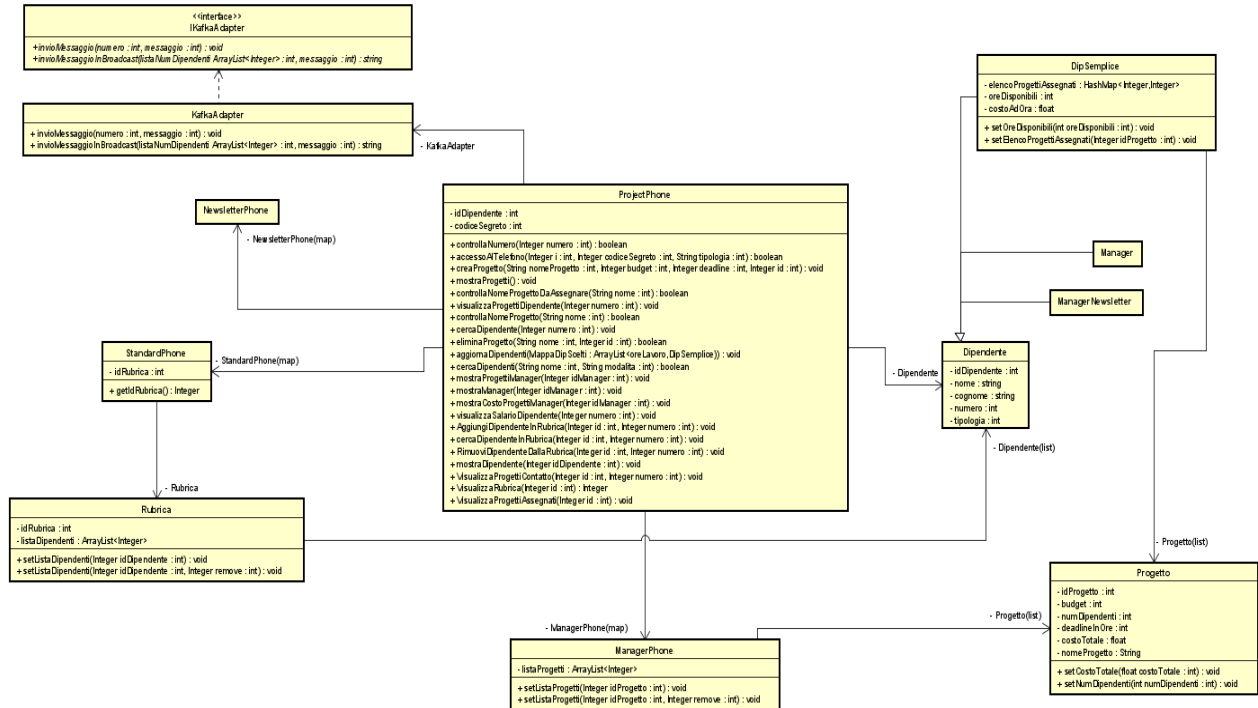 <<interface>>
IKafkaAdapter
+invioMessaggio(numero : int, messaggio : int) : void
+invioMessaggioInBroadcast(listaNumDipendenti ArrayList<Integer> : int, messaggio : int) : string
KafkaAdapter
+ invioMessaggio(numero : int, messaggio : int) : void
+ invioMessaggioInBroadcast(listaNumDipendenti ArrayList<Integer> : int, messaggio : int) : string
- KafkaAdapter
DipSemplice
- elencoProgettiAssegnati : HashMap<Integer,Integer>
- oreDisponibili : int
- costoAdOra : float
+ setOreDisponibili(int oreDisponibili : int) : void
+ setElencoProgettiAssegnati(Integer idProgetto : int) : void
NewsletterPhone
- NewsletterPhone(map)
ProjectPhone
- idDipendente : int
- codiceSegreto : int
+ controllaNumero(Integer numero : int) : boolean
+ accessoAlTelefono(Integer i : int, Integer codiceSegreto : int, String tipologia : int) : boolean
+ creaProgetto(String nomeProgetto : int, Integer budget : int, Integer deadline : int, Integer id : int) : void
+ mostraProgetti() : void
+ controllaNomeProgettoDaAssegnare(String nome : int) : boolean
+ visualizzaProgettiDipendente(Integer numero : int) : void
+ controllaNomeProgetto(String nome : int) : boolean
+ cercaDipendente(Integer numero : int) : void
+ eliminaProgetto(String nome : int, Integer id : int) : boolean
+ aggiornaDipendenti(MappaDipScelti : ArrayList<oreLavoro, DipSemplice>) : void
+ cercaDipendenti(String nome : int, String modalita : int) : boolean
+ mostraProgettiManager(Integer idManager : int) : void
+ mostraManager(Integer idManager : int) : void
+ mostraCostoProgettiManager(Integer idManager : int) : void
+ visualizzaSalarioDipendente(Integer numero : int) : void
+ AggiungiDipendenteInRubrica(Integer id : int, Integer numero : int) : void
+ cercaDipendenteInRubrica(Integer id : int, Integer numero : int) : void
+ RimuoviDipendenteDallaRubrica(Integer id : int, Integer numero : int) : void
+ mostraDipendente(Integer idDipendente : int) : void
+ VisualizzaProgettiContatto(Integer id : int, Integer numero : int) : void
+ VisualizzaRubrica(Integer id : int) : Integer
+ VisualizzaProgettiAssegnati(Integer id : int) : void
Manager
ManagerNewsletter
StandardPhone
- idRubrica : int
+ getIdRubrica() : Integer
- StandardPhone(map)
- Dipendente
Dipendente
- idDipendente : int
- nome : string
- cognome : string
- numero : int
- tipologia : int
- Dipendente(list)
- Rubrica
Rubrica
- idRubrica : int
- listaDipendenti : ArrayList<Integer>
+ setListaDipendenti(Integer idDipendente : int) : void
+ setListaDipendenti(Integer idDipendente : int, Integer remove : int) : void
- Progetto(list)
Progetto
- idProgetto : int
- budget : int
- numDipendenti : int
- deadlineInOre : int
- costoTotale : float
- nomeProgetto : String
+ setCostoTotale(float costoTotale : int) : void
+ setNumDipendenti(int numDipendenti : int) : void
- Progetto(list)
- ManagerPhone(map)
ManagerPhone
- listaProgetti : ArrayList<Integer>
+ setListaProgetti(Integer idProgetto : int) : void
+ setListaProgetti(Integer idProgetto : int, Integer remove : int) : void